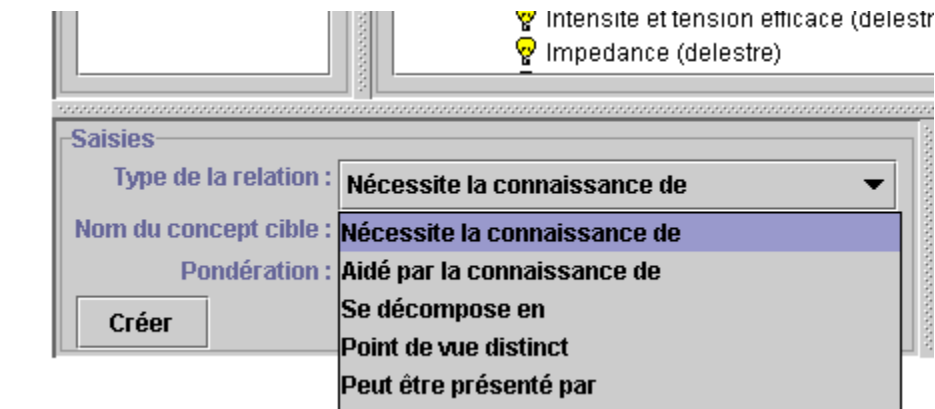 Intensite et tension efficace (delestr
Impedance (delestre)
Saisies
Type de la relation :
Nécessite la connaissance de
Nom du concept cible :
Nécessite la connaissance de
Pondération :
Aidé par la connaissance de
Se décompose en
Créer
Point de vue distinct
Peut être présenté par